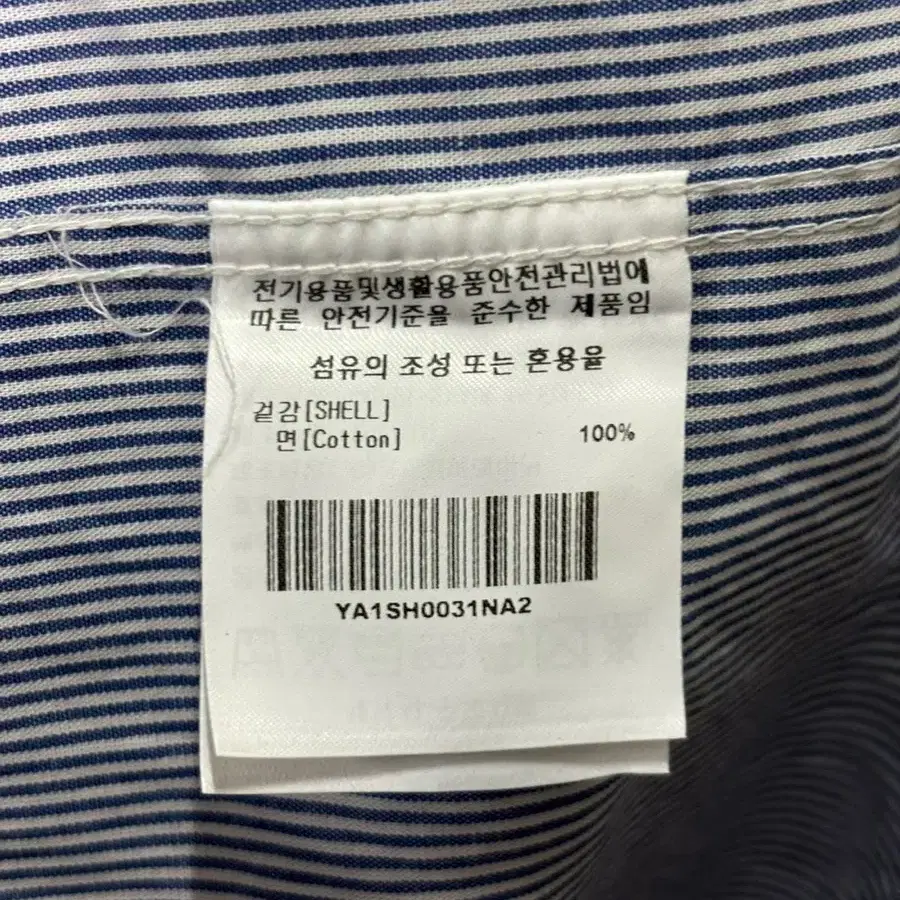 전기용품및생활용품안전관리법에
따른 안전기준을 준수한 제품임
섬유의 조성 또는 혼용율
겉감[SHELL]
면[Cotton] 100%
YA1SH0031NA2